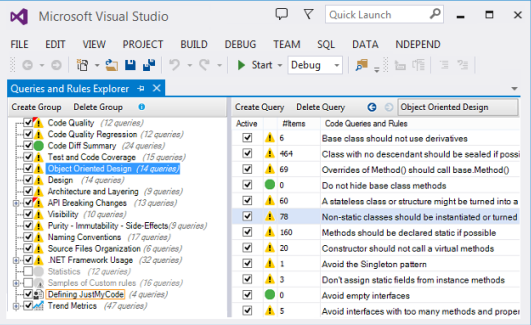 Microsoft Visual Studio
Quick Launch
FILE EDIT VIEW PROJECT BUILD DEBUG TEAM SQL DATA NDEPEND
Start Debug
Queries and Rules Explorer
Create Group Delete Group
Code Quality (12 queries)
Code Quality Regression (12 queries)
Code Diff Summary (24 queries)
Test and Code Coverage (15 queries)
Object Oriented Design (14 queries)
Design (14 queries)
Architecture and Layering (9 queries)
API Breaking Changes (13 queries)
Visibility (10 queries)
Purity - Immutability - Side-Effects (9 queries)
Naming Conventions (17 queries)
Source Files Organization (6 queries)
.NET Framework Usage (32 queries)
Statistics (12 queries)
Samples of Custom rules (2 queries)
Defining JustMyCode (4 queries)
Trend Metrics (47 queries)
Create Query Delete Query Object Oriented Design
Active #Items Code Queries and Rules
6 Base class should not use derivatives
464 Class with no descendant should be sealed if possi
69 Overrides of Method() should call base.Method()
0 Do not hide base class methods
60 A stateless class or structure might be turned into a
78 Non-static classes should be instantiated or turned
160 Methods should be declared static if possible
20 Constructor should not call a virtual methods
1 Avoid the Singleton pattern
3 Don't assign static fields from instance methods
0 Avoid empty interfaces
5 Avoid interfaces with too many methods and proper